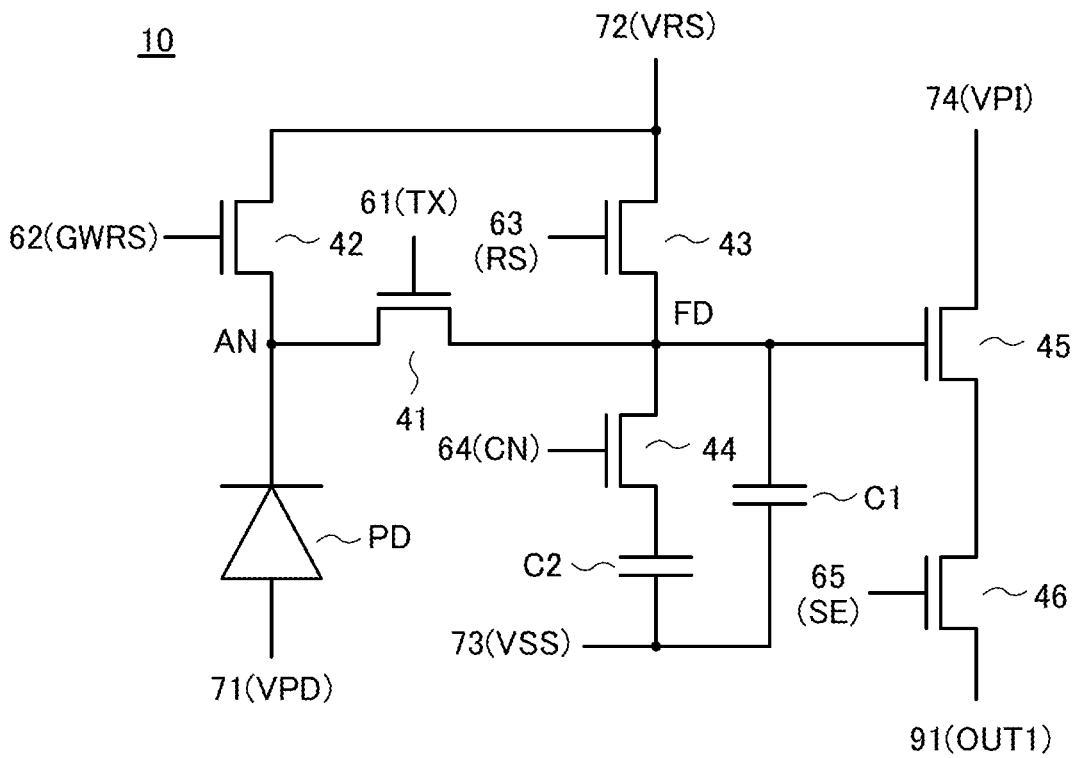 10
72(VRS)
74(VPI)
61(TX)
62(GWRS)
42
63
(RS)
43
AN
FD
45
41
64(CN)
44
C1
PD
C2
65
(SE)
46
73(VSS)
71(VPD)
91(OUT1)